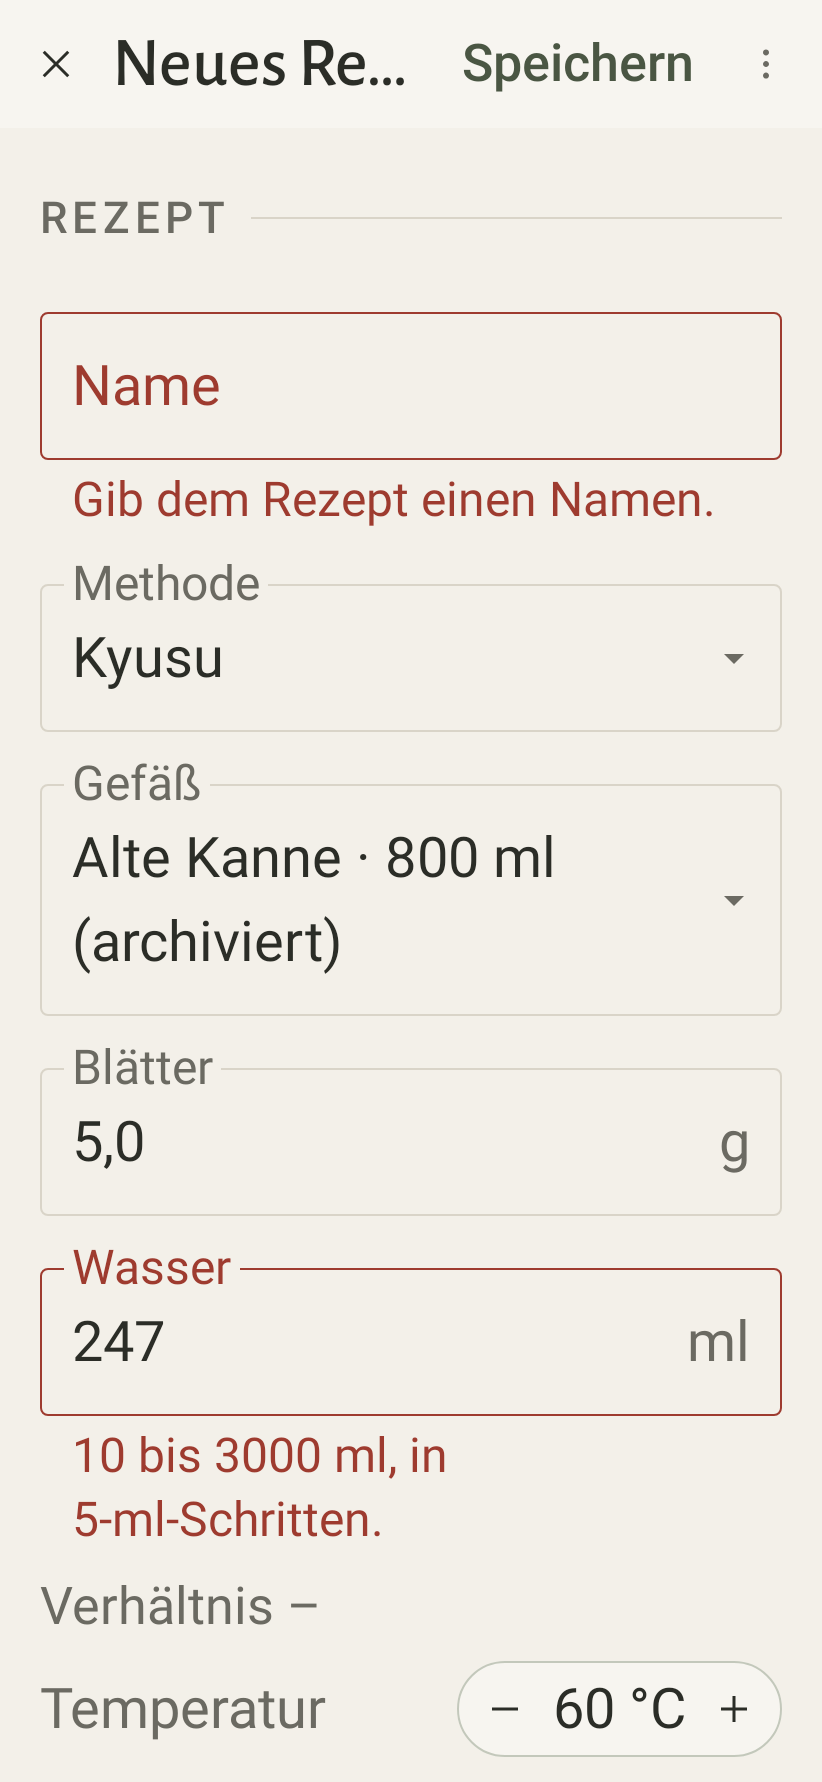 Neues Re...
Speichern
REZEPT
Name
Gib dem Rezept einen Namen.
Methode
Kyusu
Gefäß
Alte Kanne · 800 ml
(archiviert)
Blätter
5,0 g
Wasser
247 ml
10 bis 3000 ml, in
5-ml-Schritten.
Verhältnis –
Temperatur − 60 °C +